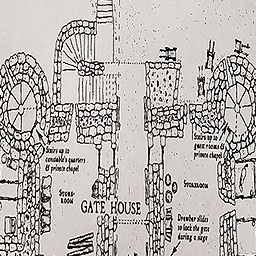 Stairs up to
constable's quarters
& private chapel
Stairs up to
guest rooms &
private chapel
STORE-
ROOM
STOREROOM
GATE HOUSE
Drawbar slides
to lock the gate
during a siege